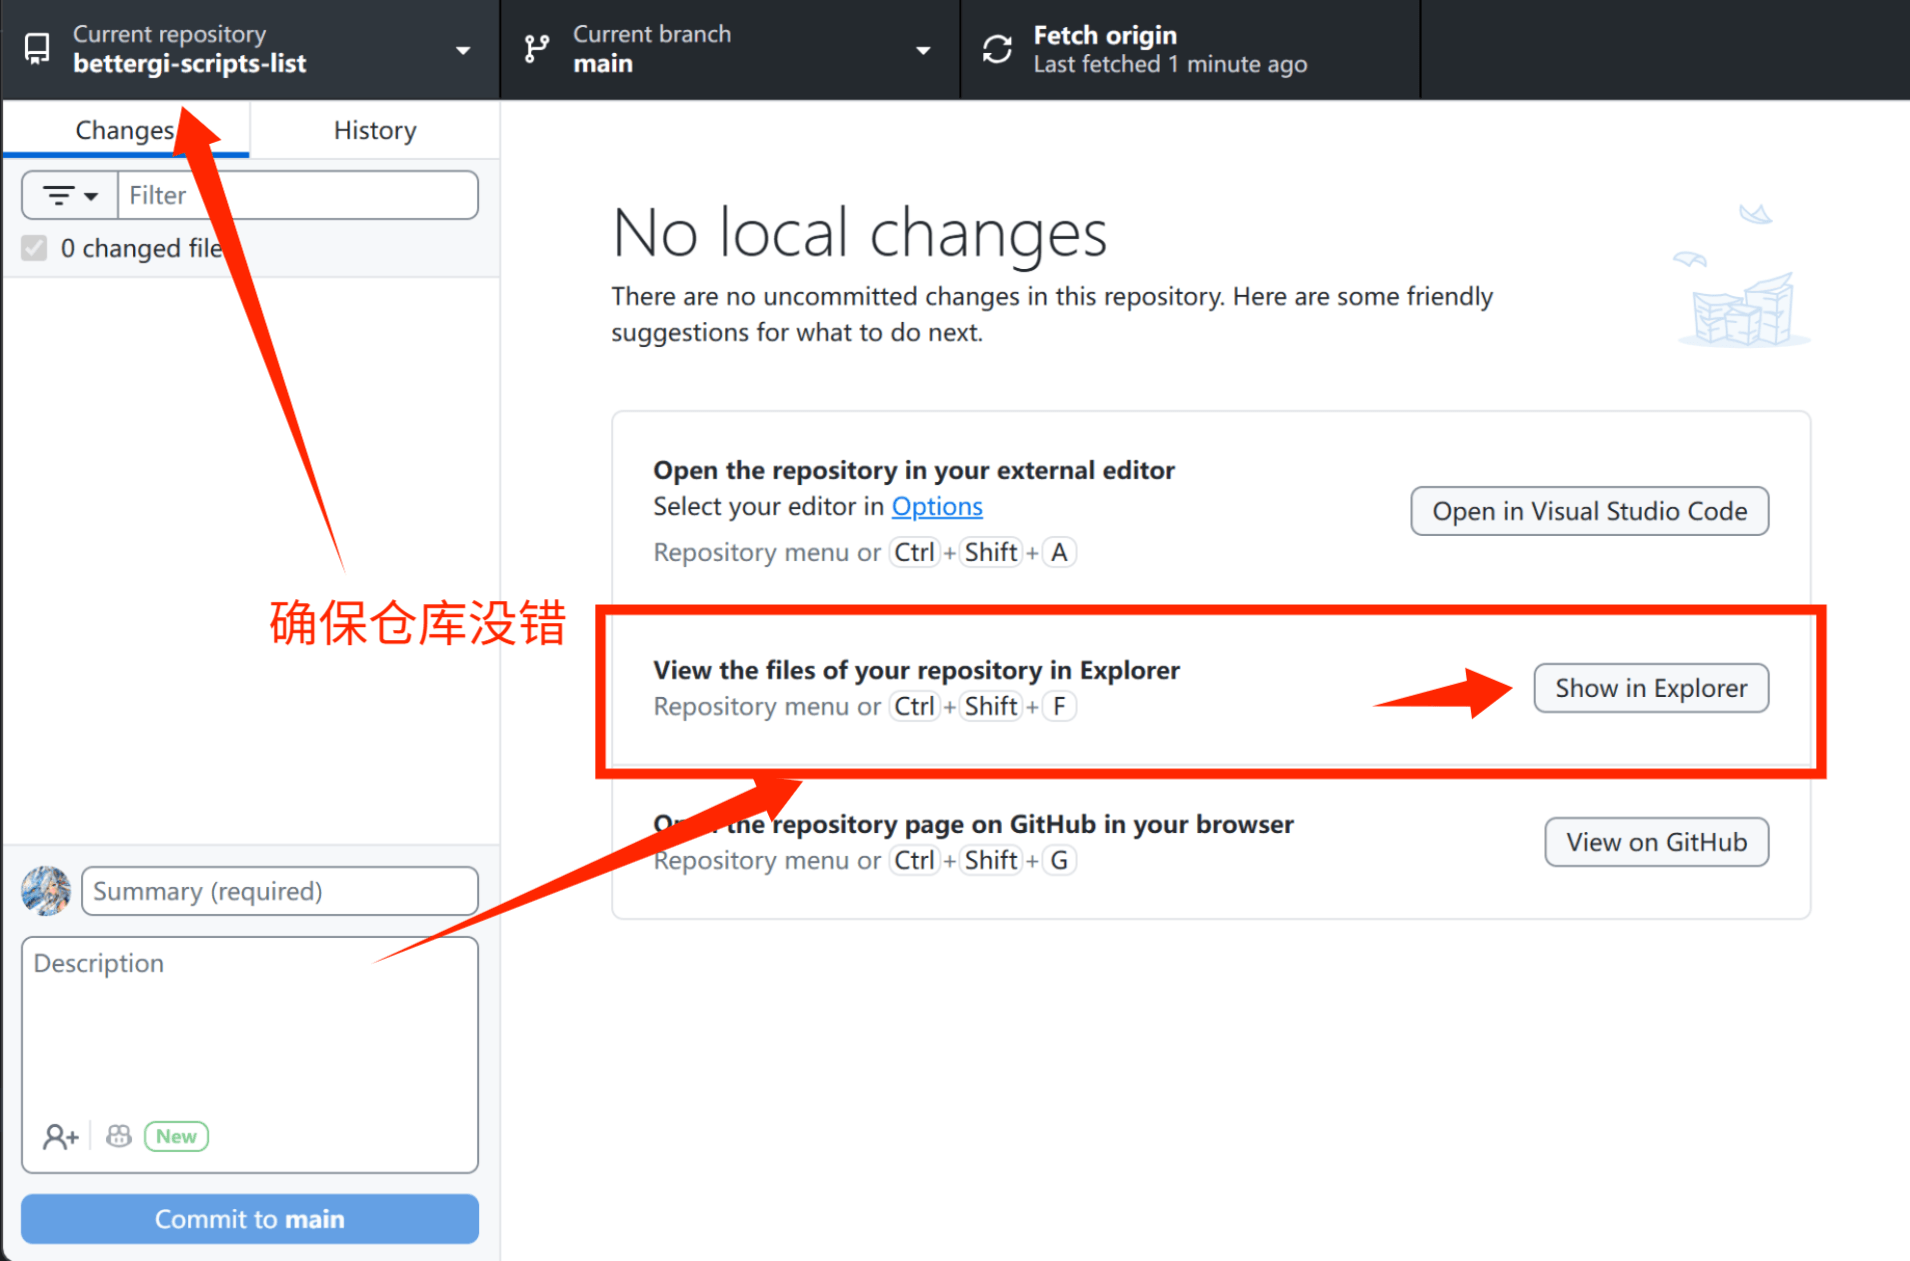 Current repository
bettergi-scripts-list
Current branch
main
Fetch origin
Last fetched 1 minute ago
Changes
History
Filter
0 changed file
No local changes
There are no uncommitted changes in this repository. Here are some friendly
suggestions for what to do next.
Open the repository in your external editor
Select your editor in Options
Repository menu or Ctrl + Shift + A
Open in Visual Studio Code
确保仓库没错
View the files of your repository in Explorer
Repository menu or Ctrl + Shift + F
Show in Explorer
the repository page on GitHub in your browser
Repository menu or Ctrl + Shift + G
View on GitHub
Summary (required)
Description
New
Commit to main